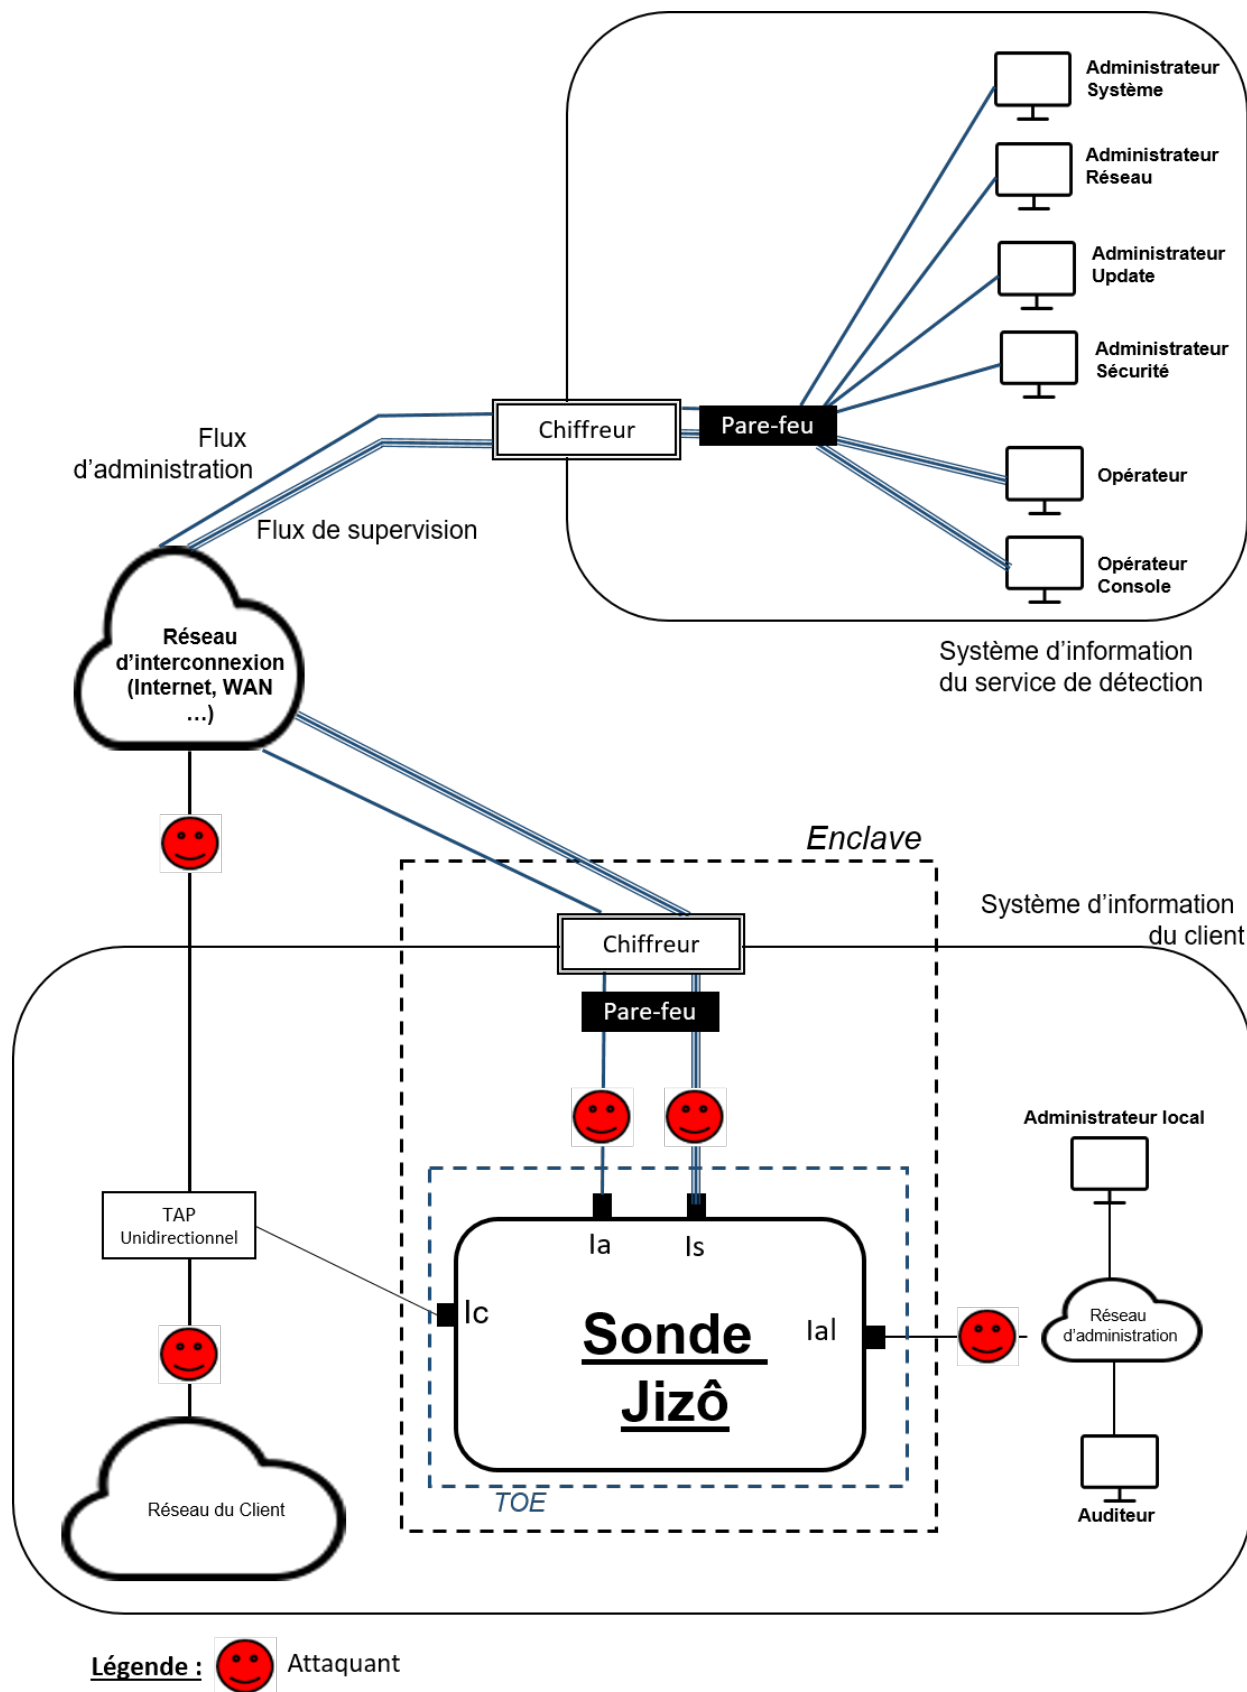 Administrateur
Système
Administrateur
Réseau
Administrateur
Update
Administrateur
Sécurité
Chiffreur
Pare-feu
Flux
d’administration
Opérateur
Flux de supervision
Opérateur
Console
Réseau
d’interconnexion
(Internet, WAN
…)
Système d’information
du service de détection
Enclave
Système d’information
du client
Chiffreur
Pare-feu
Administrateur local
TAP
Unidirectionnel
Ia
Is
Ic
Ial
Sonde
Jizô
Réseau
d’administration
TOE
Réseau du Client
Auditeur
Légende :
Attaquant